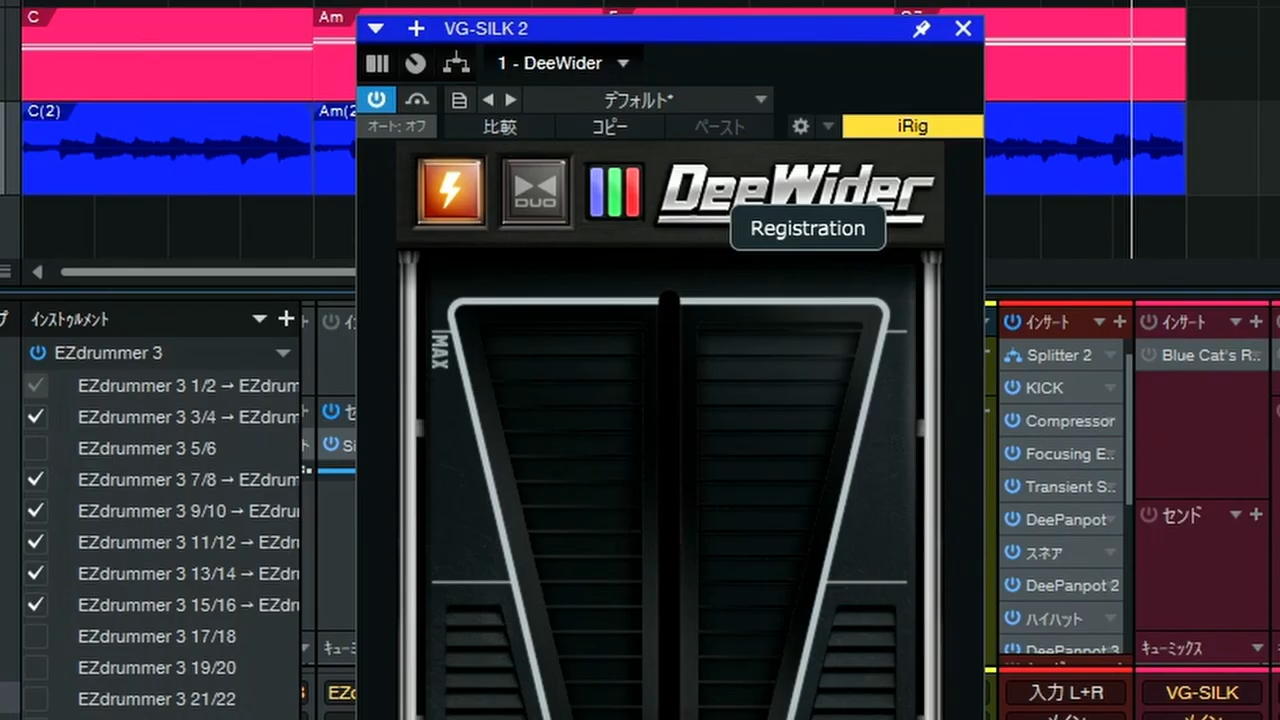 C
Am
VG-SILK 2
1 - DeeWider
C(2)
デフォルト*
オート: オフ
比較
コピー
ペースト
iRig
DUO
DeeWider
Registration
MAX
インストゥルメント
EZdrummer 3
EZdrummer 3 1/2 → EZdrum
EZdrummer 3 3/4 → EZdrum
EZdrummer 3 5/6
EZdrummer 3 7/8 → EZdrum
EZdrummer 3 9/10 → EZdru
EZdrummer 3 11/12 → EZdr
EZdrummer 3 13/14 → EZdr
EZdrummer 3 15/16 → EZdr
EZdrummer 3 17/18
EZdrummer 3 19/20
EZdrummer 3 21/22
インサート
Splitter 2
KICK
Compressor
Focusing E..
Transient S..
DeePanpot
スネア
DeePanpot 2
ハイハット
DeePanpot 3
入力 L+R
インサート
Blue Cat's R..
センド
キューミックス
VG-SILK